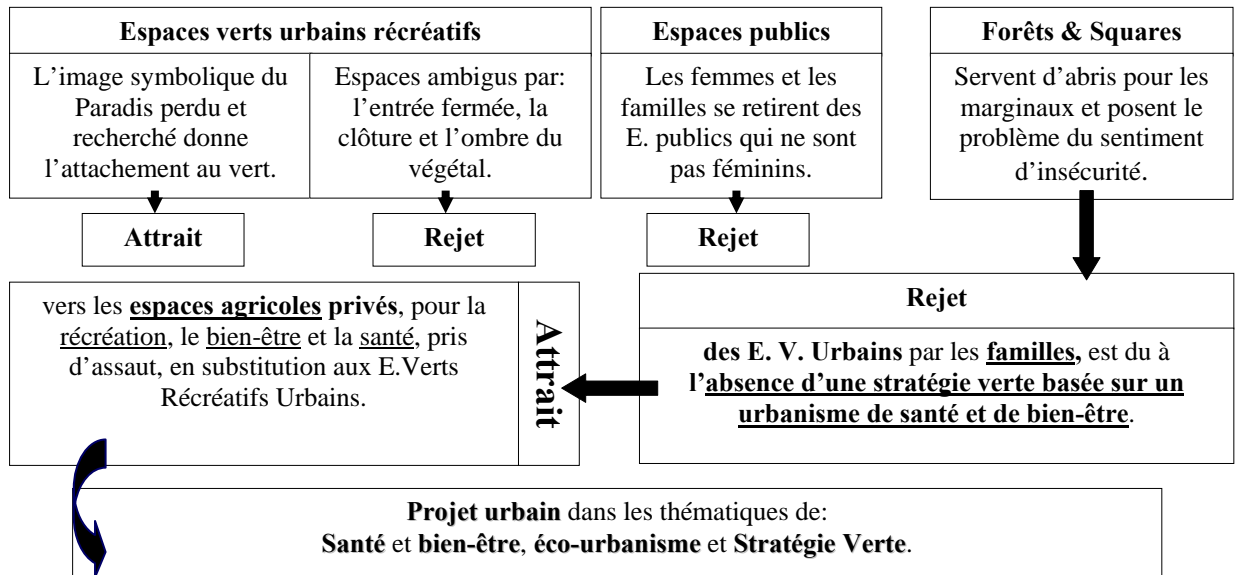 Espaces verts urbains récréatifs
L’image symbolique du
Paradis perdu et
recherché donne
l’attachement au vert.
Espaces ambigus par:
l’entrée fermée, la
clôture et l’ombre du
végétal.
Espaces publics
Les femmes et les
familles se retirent des
E. publics qui ne sont
pas féminins.
Forêts & Squares
Servent d’abris pour les
marginaux et posent le
problème du sentiment
d’insécurité.
Attrait
Rejet
Rejet
Rejet
des E. V. Urbains par les familles, est du à
l’absence d’une stratégie verte basée sur un
urbanisme de santé et de bien-être.
Attrait
vers les espaces agricoles privés, pour la
récréation, le bien-être et la santé, pris
d’assaut, en substitution aux E.Verts
Récréatifs Urbains.
Projet urbain dans les thématiques de:
Santé et bien-être, éco-urbanisme et Stratégie Verte.